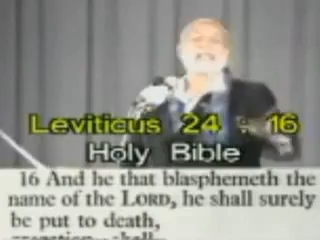 Leviticus 24 : 16
Holy Bible
16 And he that blasphemeth the
name of the LORD, he shall surely
be put to death,